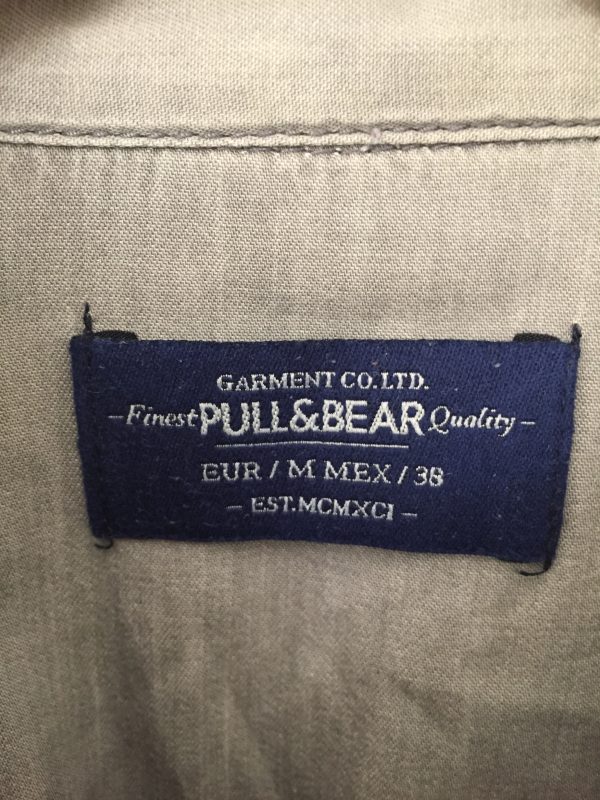 GARMENT CO.LTD.
-Finest PULL&BEAR Quality-
EUR / M MEX / 38
- EST.MCMXCI -